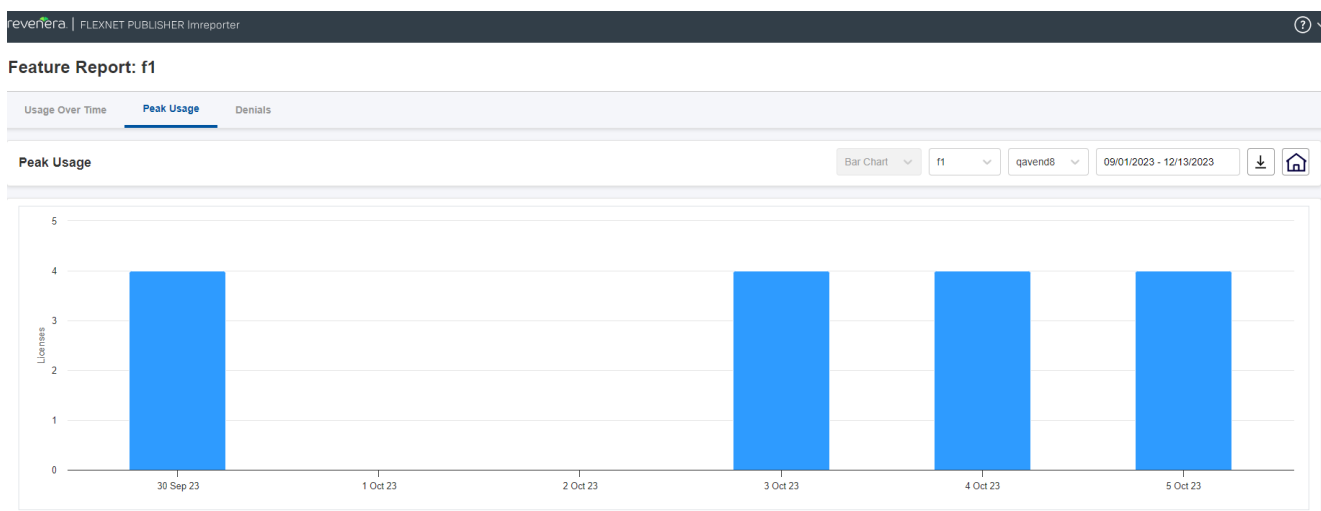 revenera. | FLEXNET PUBLISHER lmreporter
?
Feature Report: f1
Usage Over Time Peak Usage Denials
Peak Usage Bar Chart f1 qavend8 09/01/2023 - 12/13/2023
5
4
3
2
1
0
Licenses
30 Sep 23 1 Oct 23 2 Oct 23 3 Oct 23 4 Oct 23 5 Oct 23